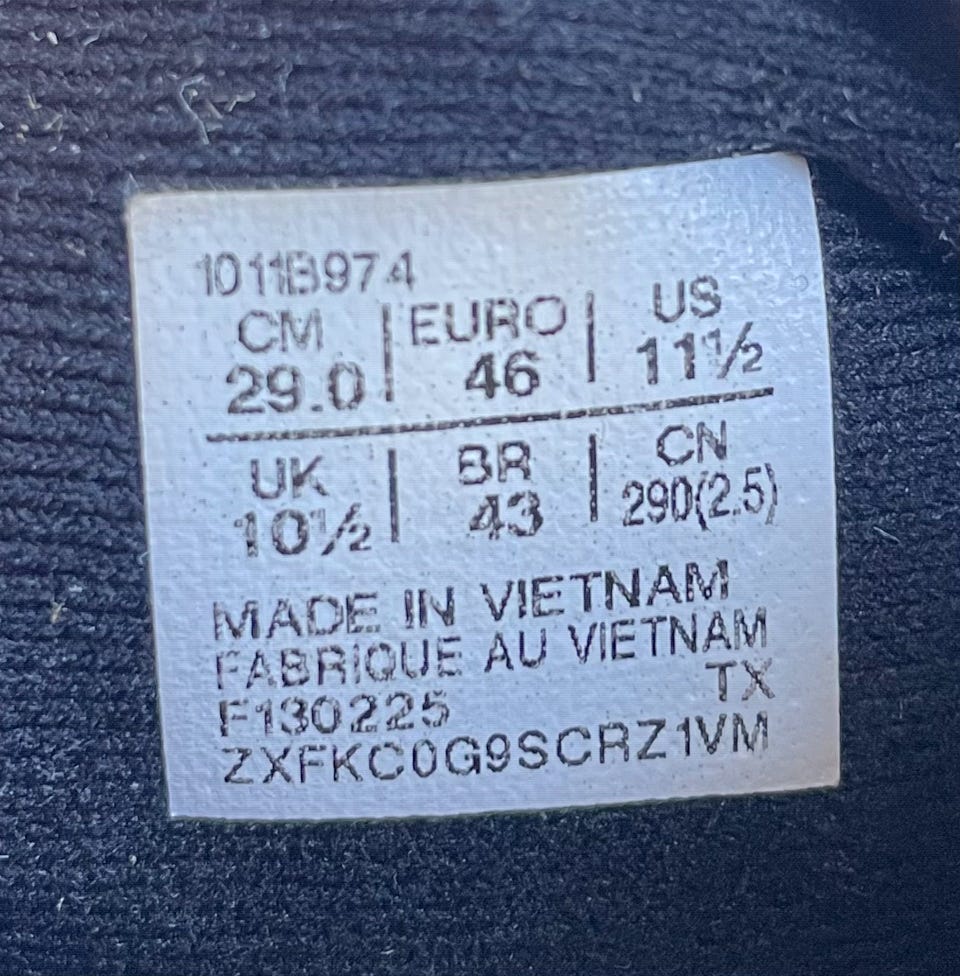 1011B974
CM | EURO | US
29.0 | 46 | 11½
UK | BR | CN
10½ | 43 | 290(2.5)
MADE IN VIETNAM
FABRIQUE AU VIETNAM
TX
F130225
ZXFKC0G9SCRZ1VM